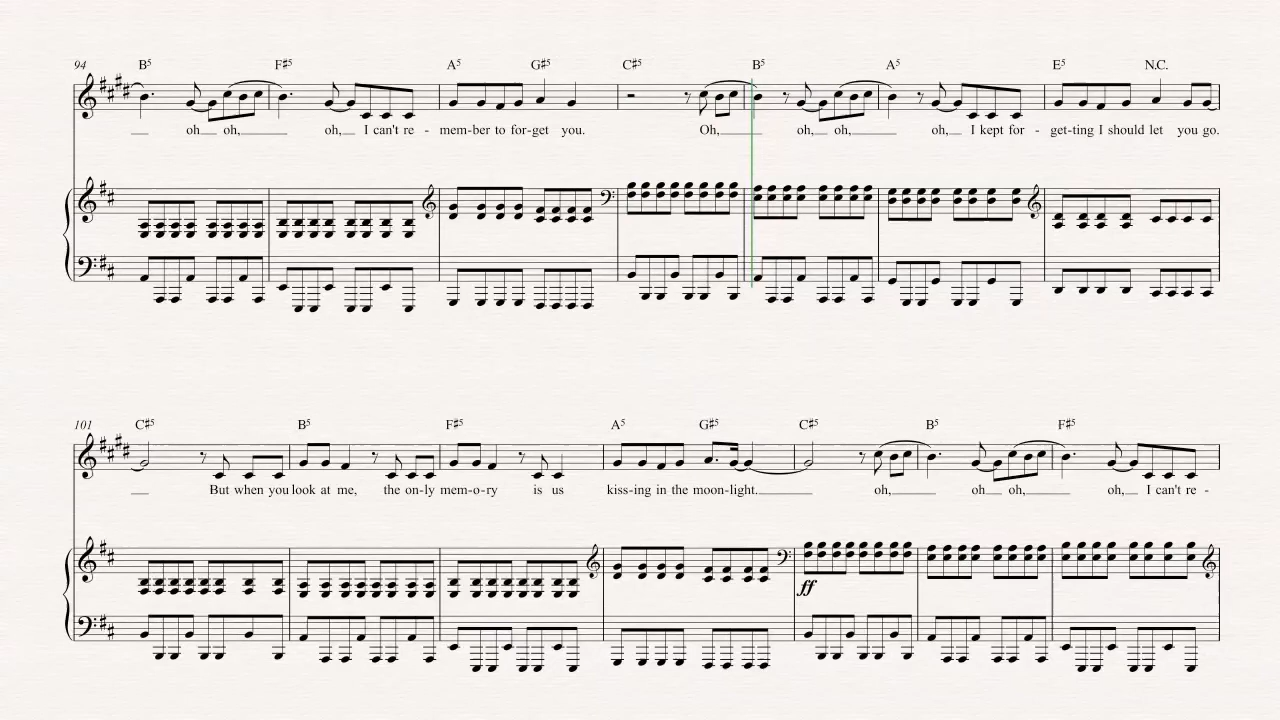 94 B5 F♯5 A5 G♯5 C♯5 B5 A5 E5 N.C.
oh oh, oh, I can't re - mem-ber to for-get you. Oh, oh, oh, oh, I kept for - get-ting I should let you go.
101 C♯5 B5 F♯5 A5 G♯5 C♯5 B5 F♯5
But when you look at me, the on-ly mem-o-ry is us kiss-ing in the moon-light. oh, oh oh, oh, I can't re -
ff